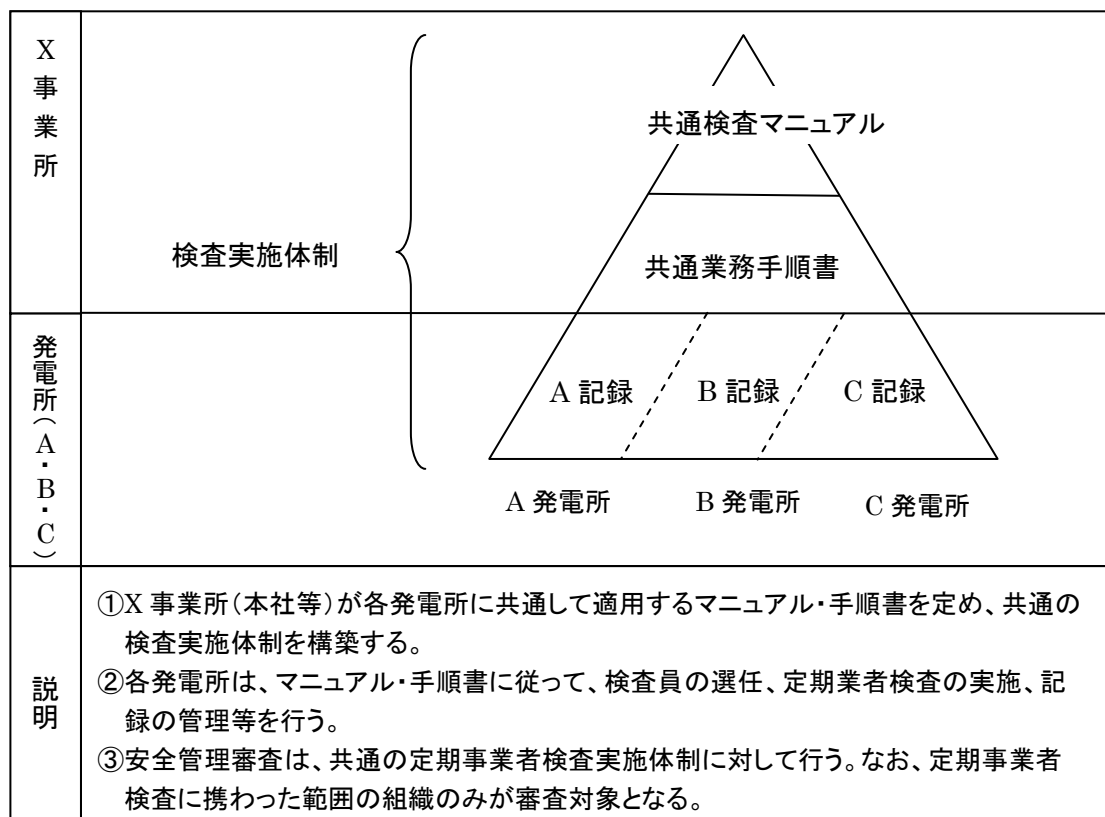 X事業所
共通検査マニュアル
検査実施体制
共通業務手順書
発電所(A・B・C)
A 記録
B 記録
C 記録
A 発電所
B 発電所
C 発電所
説明
①X 事業所(本社等)が各発電所に共通して適用するマニュアル・手順書を定め、共通の
検査実施体制を構築する。
②各発電所は、マニュアル・手順書に従って、検査員の選任、定期業者検査の実施、記
録の管理等を行う。
③安全管理審査は、共通の定期事業者検査実施体制に対して行う。なお、定期事業者
検査に携わった範囲の組織のみが審査対象となる。